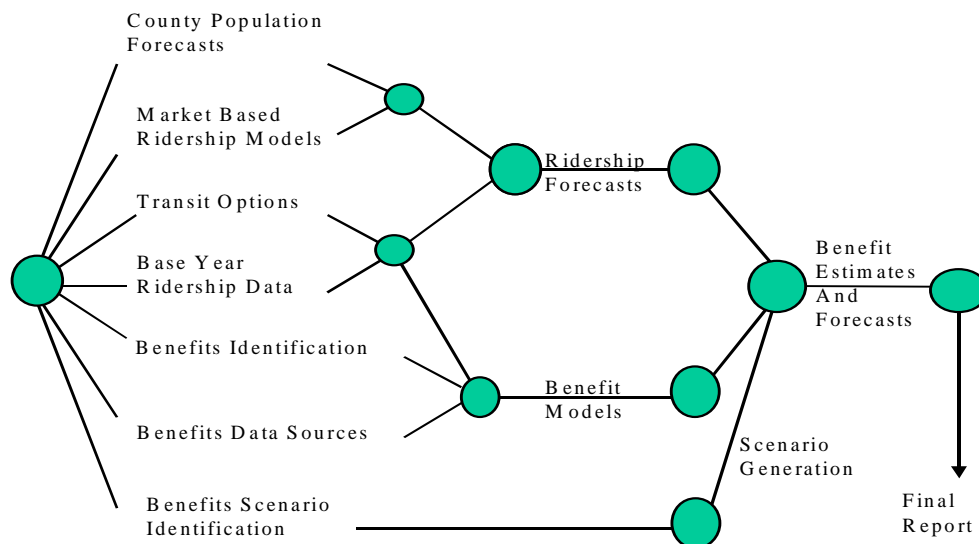 County Population
Forecasts
Market Based
Ridership Models
Transit Options
Base Year
Ridership Data
Benefits Identification
Benefits Data Sources
Benefits Scenario
Identification
Ridership
Forecasts
Benefit
Models
Scenario
Generation
Benefit
Estimates
And
Forecasts
Final
Report